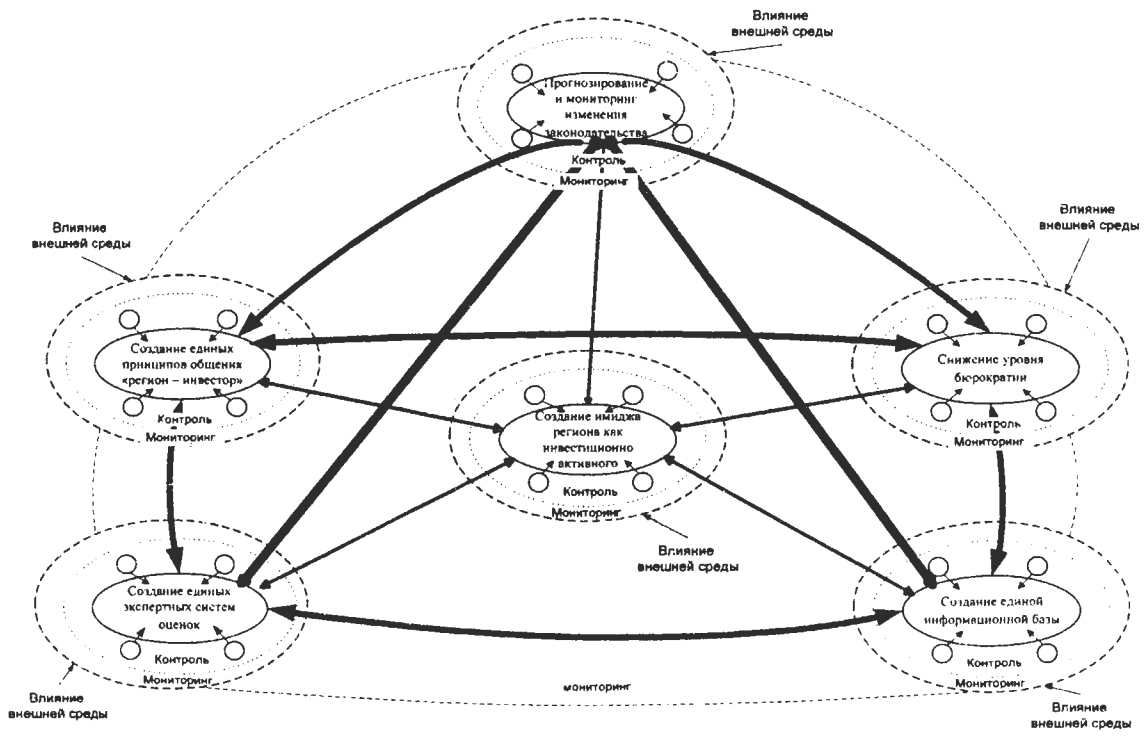 Влияние
внешней среды
Прогнозирование
и мониторинг
изменения
законодательства
Контроль
Мониторинг
Влияние
внешней среды
Влияние
внешней среды
Создание единых
принципов общения
«регион – инвестор»
Контроль
Мониторинг
Снижение уровня
бюрократии
Контроль
Мониторинг
Создание имиджа
региона как
инвестиционно
активного
Контроль
Мониторинг
Влияние
внешней среды
Создание единых
экспертных систем
оценок
Контроль
Мониторинг
Создание единой
информационной базы
Контроль
Мониторинг
мониторинг
Влияние
внешней среды
Влияние
внешней среды